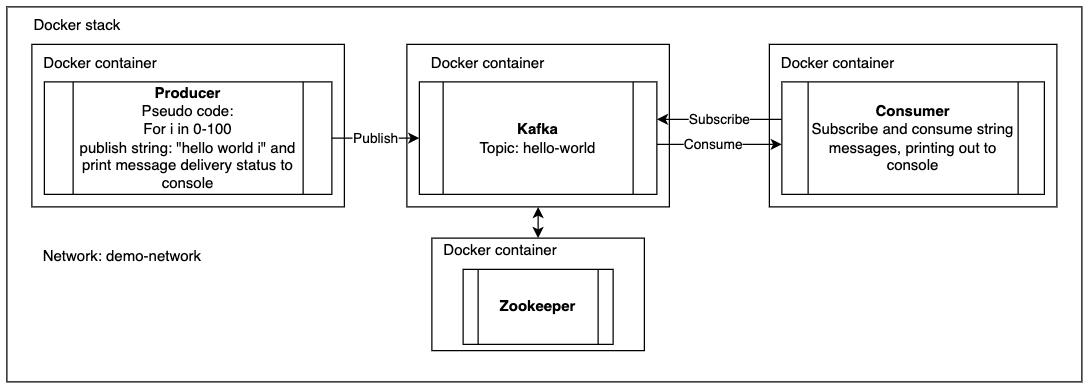 Docker stack
Docker container
Producer
Pseudo code:
For i in 0-100
publish string: "hello world i" and
print message delivery status to
console
Publish
Docker container
Kafka
Topic: hello-world
Subscribe
Consume
Docker container
Consumer
Subscribe and consume string
messages, printing out to
console
Network: demo-network
Docker container
Zookeeper